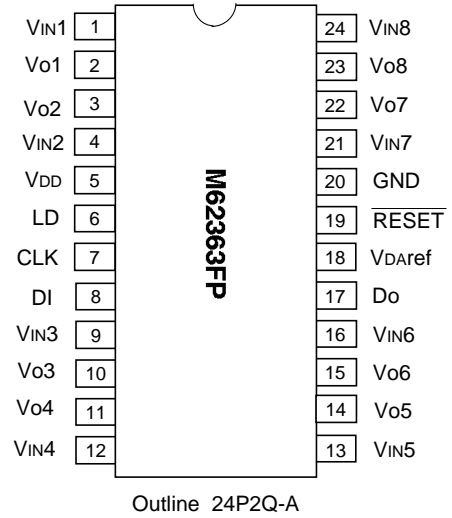 VIN1 1 24 VIN8
Vo1 2 23 Vo8
Vo2 3 22 Vo7
VIN2 4 21 VIN7
VDD 5 20 GND
LD 6 19 RESET
CLK 7 18 VDAref
DI 8 17 Do
VIN3 9 16 VIN6
Vo3 10 15 Vo6
Vo4 11 14 Vo5
VIN4 12 13 VIN5
M62363FP
Outline 24P2Q-A